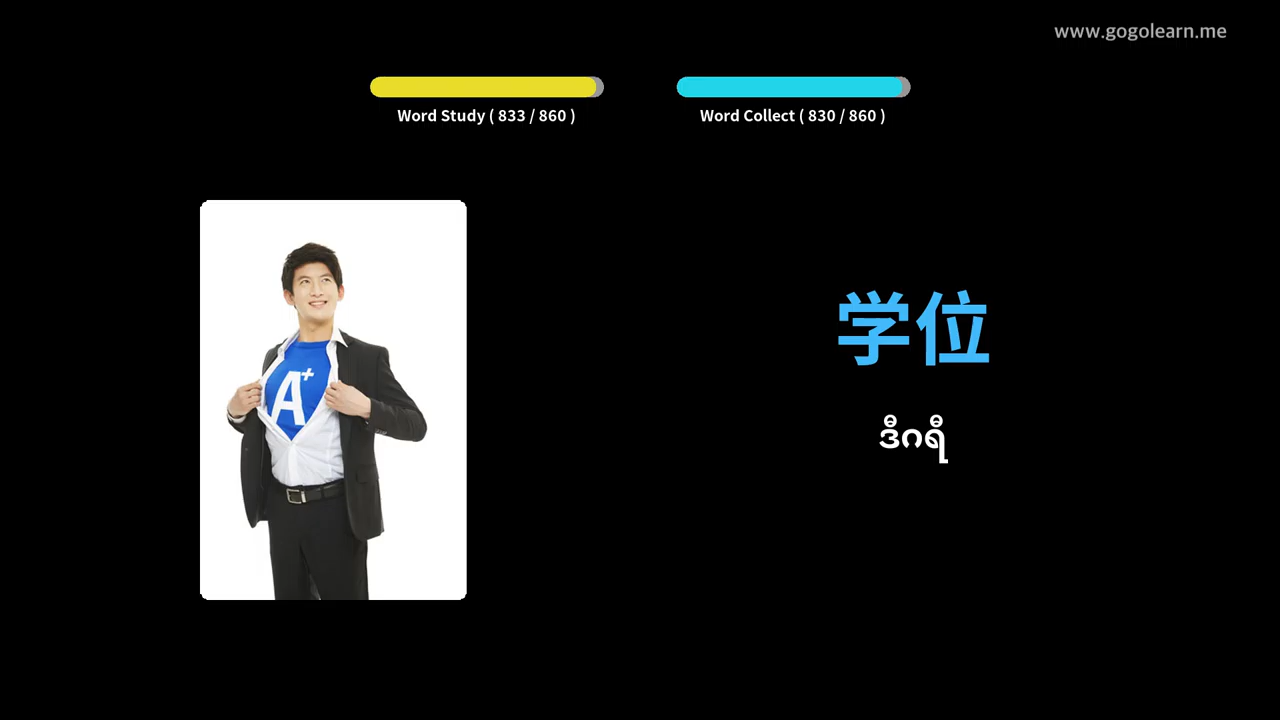 www.gogolearn.me
Word Study ( 833 / 860 )
Word Collect ( 830 / 860 )
A+
学位
ဒီဂရီ